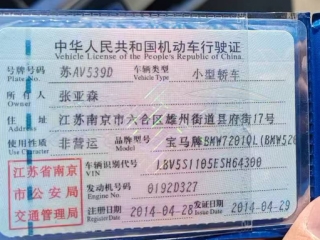 中华人民共和国机动车行驶证
Vehicle License of the People's Republic of China
号牌号码 苏AV539D 车辆类型 小型轿车
Plate No. Vehicle Type
所有人 张亚森
Owner
住址 江苏南京市六合区雄州街道县府街17号
Address
使用性质 非营运 品牌型号 宝马牌BMW7201QL(BMW520
Use Character Model
江苏省南京
市公安局
交通管理局
车辆识别代号 LBV5S1105ESH64300
VIN
发动机号码 0192D327
Engine No.
注册日期 2014-04-28 发证日期 2014-04-29
Register Date Issue Date